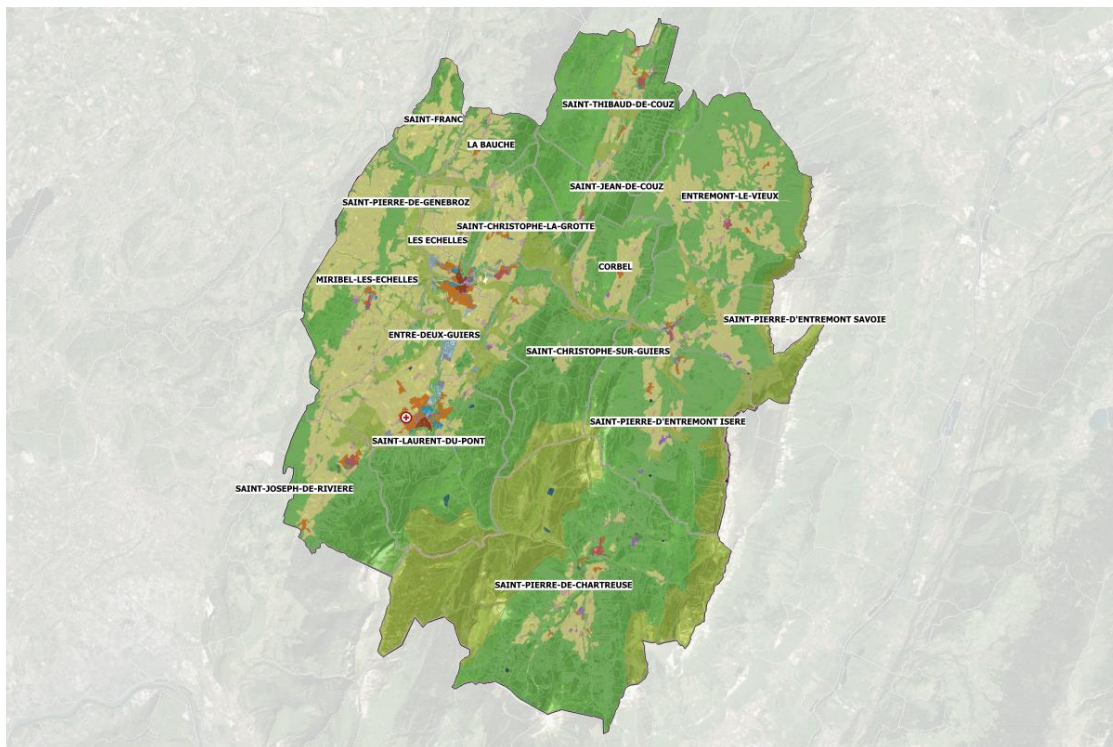 SAINT-THIBAUD-DE-COUZ
SAINT-FRANC
LA BAUCHE
SAINT-JEAN-DE-COUZ
ENTREMONT-LE-VIEUX
SAINT-PIERRE-DE-GENEBROZ
SAINT-CHRISTOPHE-LA-GROTTE
LES ECHELLES
CORBEL
MIRIBEL-LES-ECHELLES
SAINT-PIERRE-D'ENTREMONT SAVOIE
ENTRE-DEUX-GUIERS
SAINT-CHRISTOPHE-SUR-GUIERS
SAINT-PIERRE-D'ENTREMONT ISERE
SAINT-LAURENT-DU-PONT
SAINT-JOSEPH-DE-RIVIERE
SAINT-PIERRE-DE-CHARTREUSE